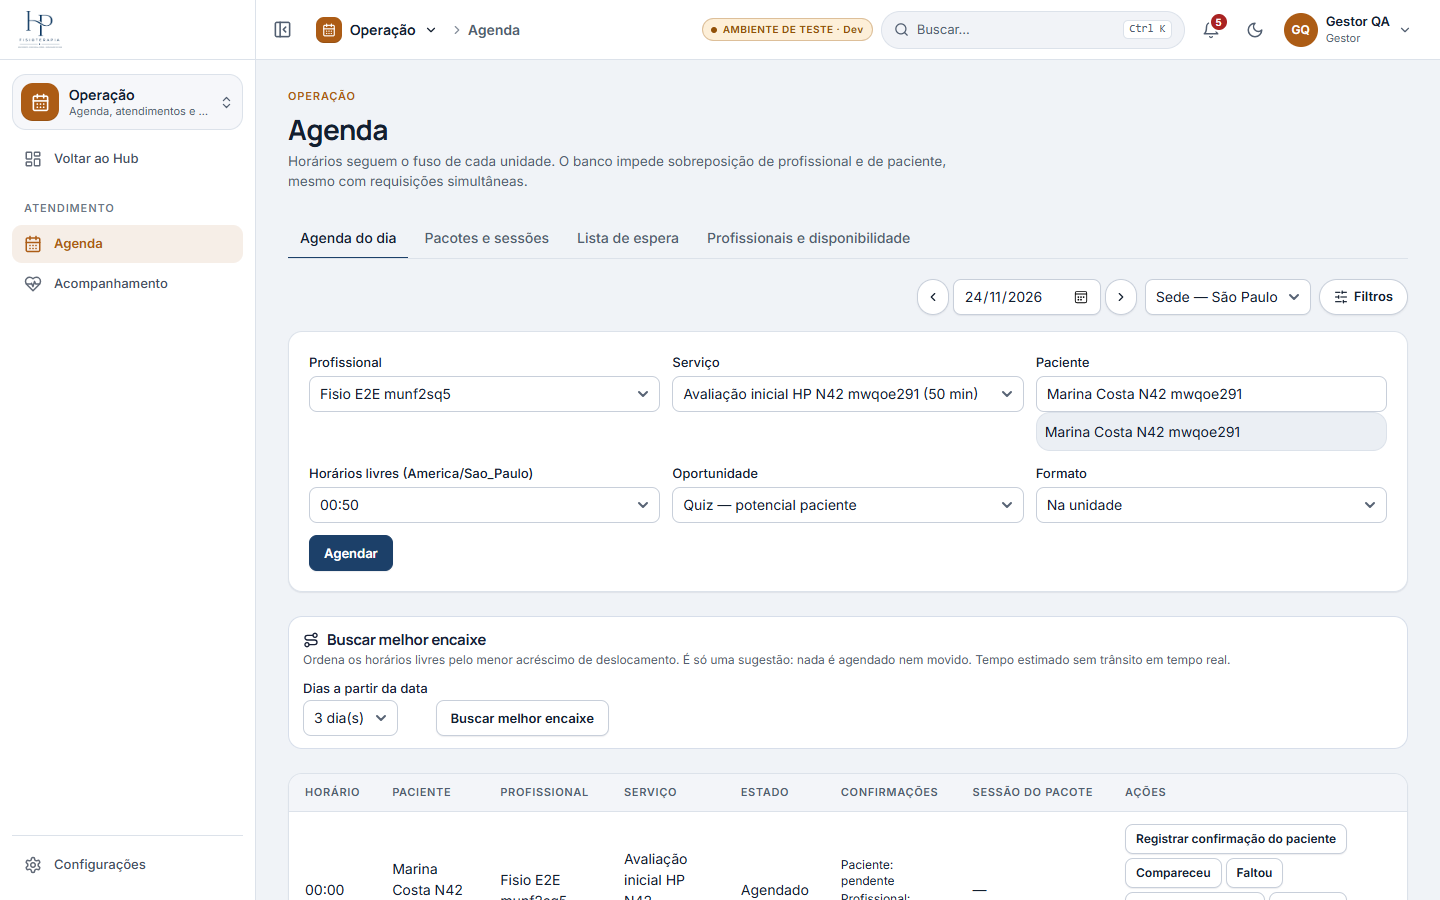 hp
FISIOTERAPIA
Operação
Agenda
AMBIENTE DE TESTE · Dev
Buscar...
Ctrl K
5
GQ
Gestor QA
Gestor
Operação
Agenda, atendimentos e ...
Voltar ao Hub
ATENDIMENTO
Agenda
Acompanhamento
Configurações
OPERAÇÃO
Agenda
Horários seguem o fuso de cada unidade. O banco impede sobreposição de profissional e de paciente,
mesmo com requisições simultâneas.
Agenda do dia
Pacotes e sessões
Lista de espera
Profissionais e disponibilidade
24/11/2026
Sede — São Paulo
Filtros
Profissional
Serviço
Paciente
Fisio E2E munf2sq5
Avaliação inicial HP N42 mwqoe291 (50 min)
Marina Costa N42 mwqoe291
Marina Costa N42 mwqoe291
Horários livres (America/Sao_Paulo)
Oportunidade
Formato
00:50
Quiz — potencial paciente
Na unidade
Agendar
Buscar melhor encaixe
Ordena os horários livres pelo menor acréscimo de deslocamento. É só uma sugestão: nada é agendado nem movido. Tempo estimado sem trânsito em tempo real.
Dias a partir da data
3 dia(s)
Buscar melhor encaixe
HORÁRIO
PACIENTE
PROFISSIONAL
SERVIÇO
ESTADO
CONFIRMAÇÕES
SESSÃO DO PACOTE
AÇÕES
00:00
Marina
Costa N42
Fisio E2E
munf2sq5
Avaliação
inicial HP
N42
Agendado
Paciente:
pendente
Profissional:
—
Registrar confirmação do paciente
Compareceu
Faltou